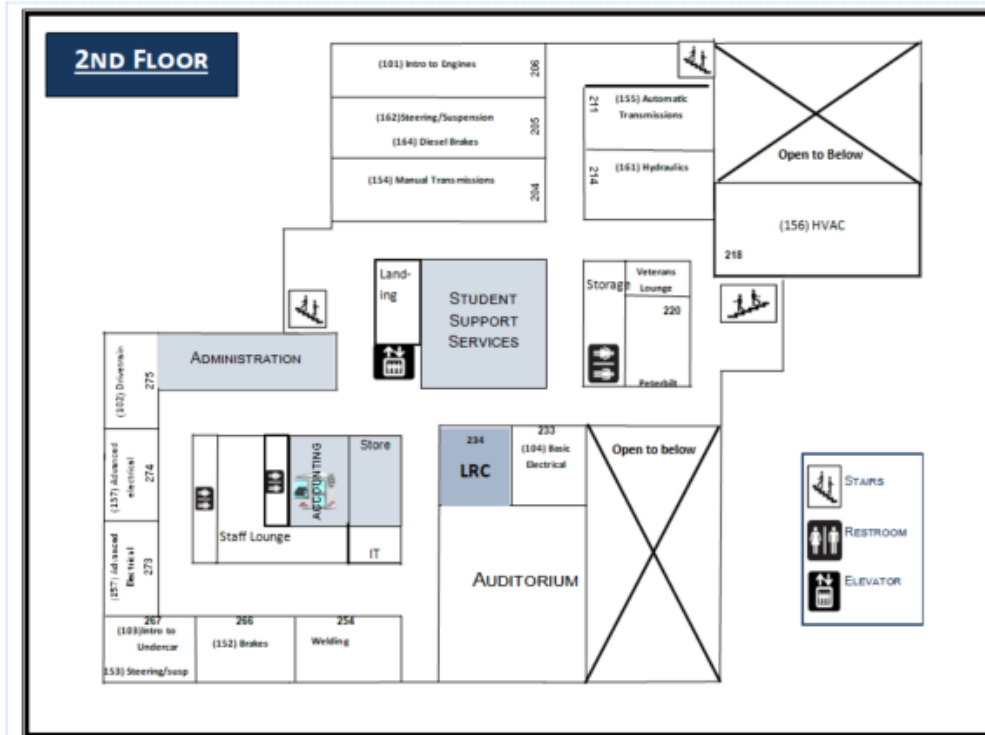 2ND FLOOR
(101) Intro to Engines
206
(162)Steering/Suspension
(164) Diesel Brakes
205
(154) Manual Transmissions
204
211
(155) Automatic
Transmissions
214
(161) Hydraulics
Open to Below
(156) HVAC
218
Land-
ing
STUDENT
SUPPORT
SERVICES
Storage
Veterans
Lounge
220
Peterbilt
ADMINISTRATION
(102) Drivetrain
275
(157) Advanced
electrical
274
(157) Advanced
Electrical
273
ACCOUNTING
Store
Staff Lounge
IT
234
LRC
233
(104) Basic
Electrical
Open to below
AUDITORIUM
267
(103)Intro to
Undercar
153) Steering/susp
266
(152) Brakes
254
Welding
STAIRS
RESTROOM
ELEVATOR